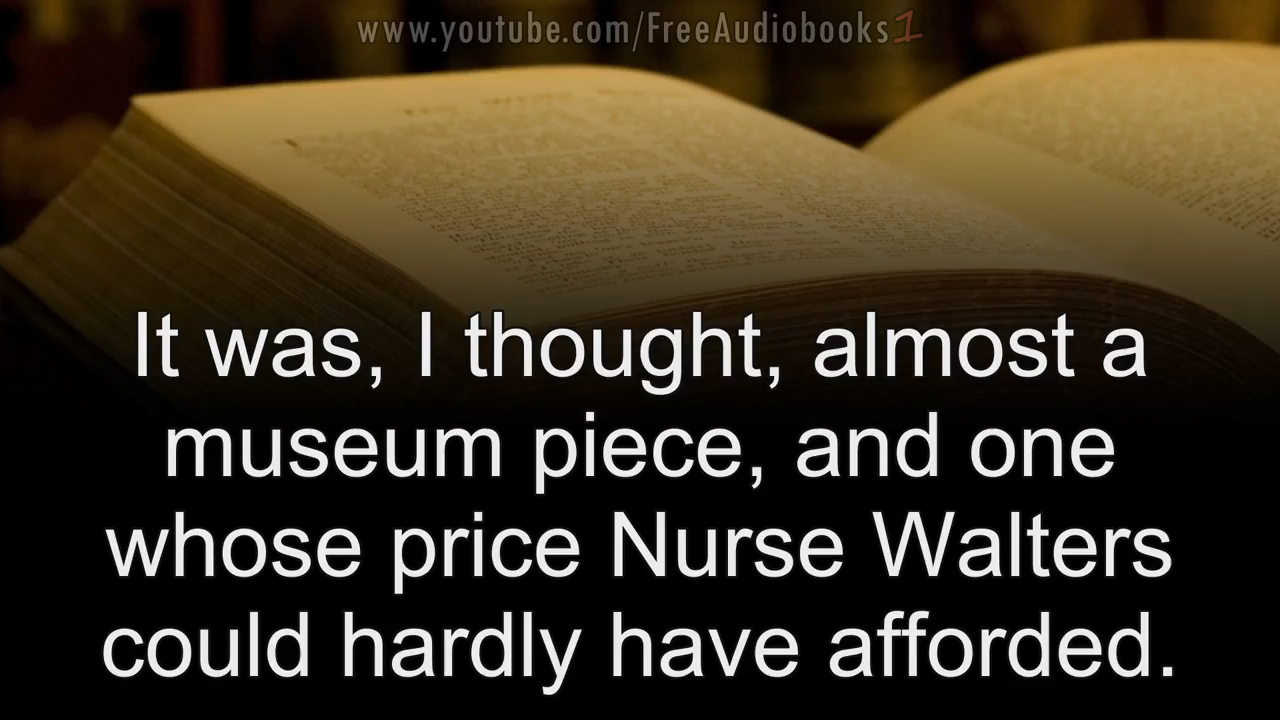 www.youtube.com/FreeAudiobooks1
It was, I thought, almost a
museum piece, and one
whose price Nurse Walters
could hardly have afforded.